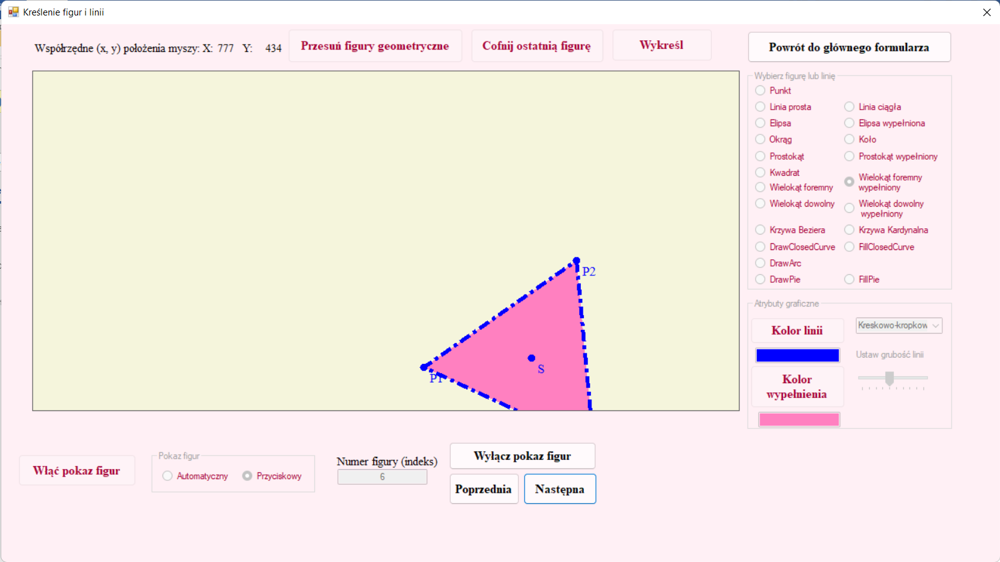 Kreślenie figur i linii
Współrzędne (x, y) położenia myszy: X: 777 Y: 434
Przesuń figury geometryczne
Cofnij ostatnią figurę
Wykreśl
Powrót do głównego formularza
Wybierz figurę lub linię
Punkt
Linia prosta
Linia ciągła
Elipsa
Elipsa wypełniona
Okrąg
Koło
Prostokąt
Prostokąt wypełniony
Kwadrat
Wielokąt foremny
wypełniony
Wielokąt foremny
Wielokąt dowolny
Wielokąt dowolny
wypełniony
Krzywa Beziera
Krzywa Kardynalna
DrawClosedCurve
FillClosedCurve
DrawArc
DrawPie
FillPie
P2
S
P1
Atrybuty graficzne
Kolor linii
Kreskowo-kropkow
Ustaw grubość linii
Kolor
wypełnienia
Włąć pokaz figur
Pokaz figur
Automatyczny
Przyciskowy
Numer figury (indeks)
6
Wyłącz pokaz figur
Poprzednia
Następna